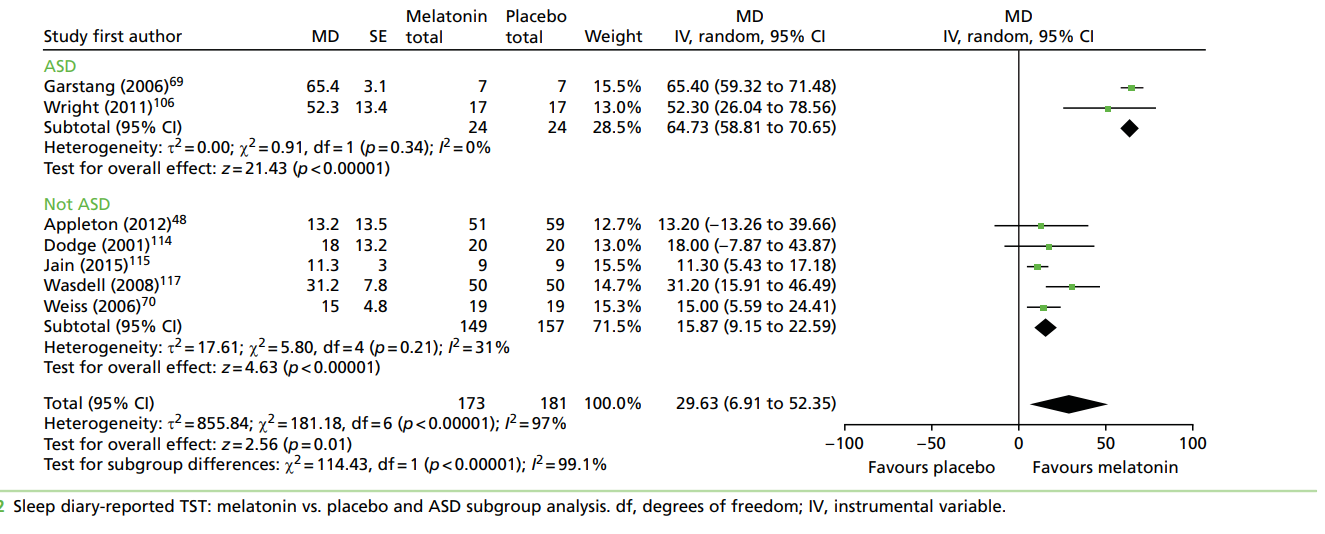 Melatonin Placebo MD MD
Study first author MD SE total total Weight IV, random, 95% CI IV, random, 95% CI
ASD
Garstang (2006)69 65.4 3.1 7 7 15.5% 65.40 (59.32 to 71.48)
Wright (2011)106 52.3 13.4 17 17 13.0% 52.30 (26.04 to 78.56)
Subtotal (95% CI) 24 24 28.5% 64.73 (58.81 to 70.65)
Heterogeneity: τ2=0.00; χ2=0.91, df=1 (p=0.34); I2=0%
Test for overall effect: z=21.43 (p<0.00001)
Not ASD
Appleton (2012)48 13.2 13.5 51 59 12.7% 13.20 (−13.26 to 39.66)
Dodge (2001)114 18 13.2 20 20 13.0% 18.00 (−7.87 to 43.87)
Jain (2015)115 11.3 3 9 9 15.5% 11.30 (5.43 to 17.18)
Wasdell (2008)117 31.2 7.8 50 50 14.7% 31.20 (15.91 to 46.49)
Weiss (2006)70 15 4.8 19 19 15.3% 15.00 (5.59 to 24.41)
Subtotal (95% CI) 149 157 71.5% 15.87 (9.15 to 22.59)
Heterogeneity: τ2=17.61; χ2=5.80, df=4 (p=0.21); I2=31%
Test for overall effect: z=4.63 (p<0.00001)
Total (95% CI) 173 181 100.0% 29.63 (6.91 to 52.35)
Heterogeneity: τ2=855.84; χ2=181.18, df=6 (p<0.00001); I2=97%
Test for overall effect: z=2.56 (p=0.01)
Test for subgroup differences: χ2=114.43, df=1 (p<0.00001); I2=99.1%
−100 −50 0 50 100
Favours placebo Favours melatonin
2 Sleep diary-reported TST: melatonin vs. placebo and ASD subgroup analysis. df, degrees of freedom; IV, instrumental variable.